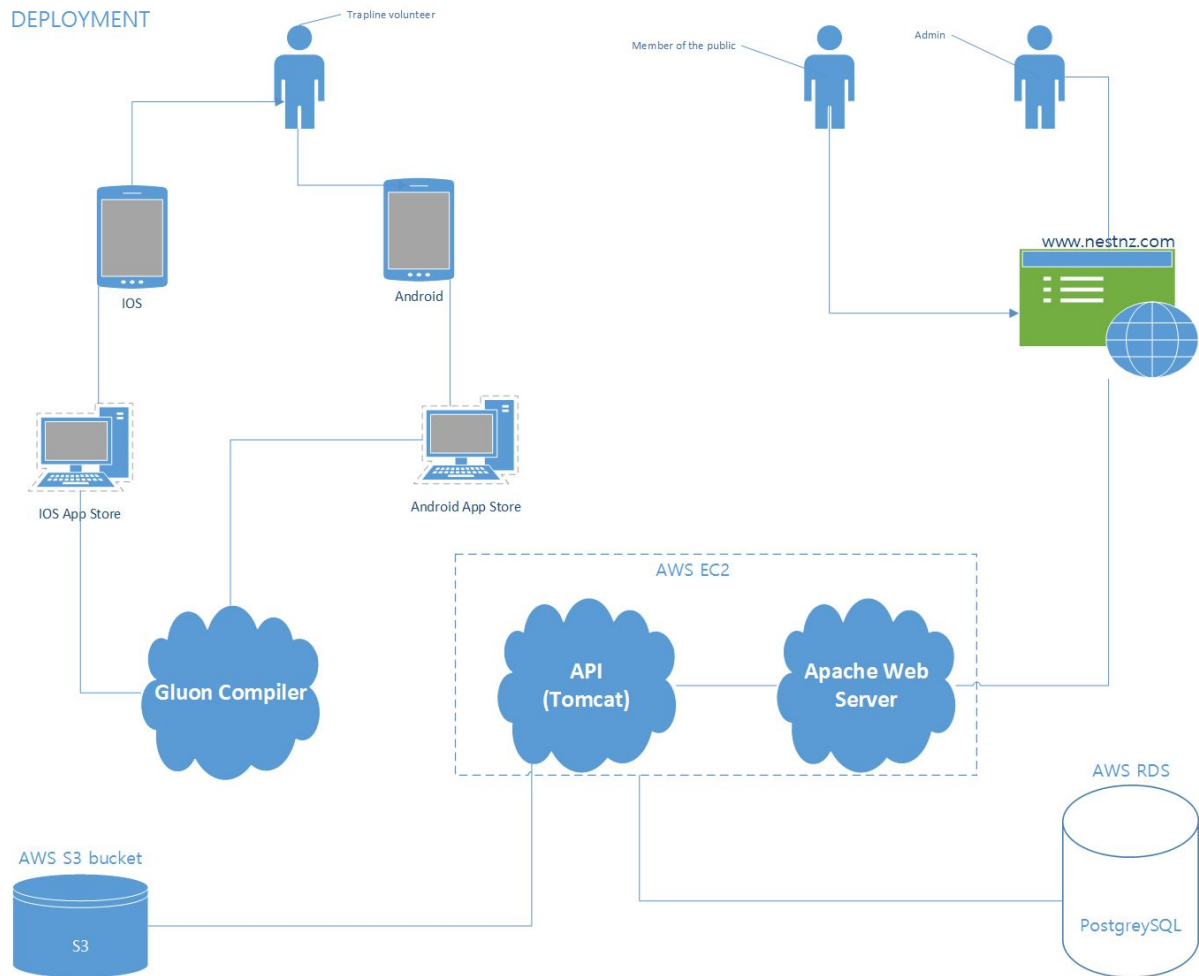 DEPLOYMENT
Trapline volunteer
Member of the public
Admin
www.nestnz.com
IOS
Android
IOS App Store
Android App Store
AWS EC2
Gluon Compiler
API
(Tomcat)
Apache Web
Server
AWS RDS
PostgreySQL
AWS S3 bucket
S3